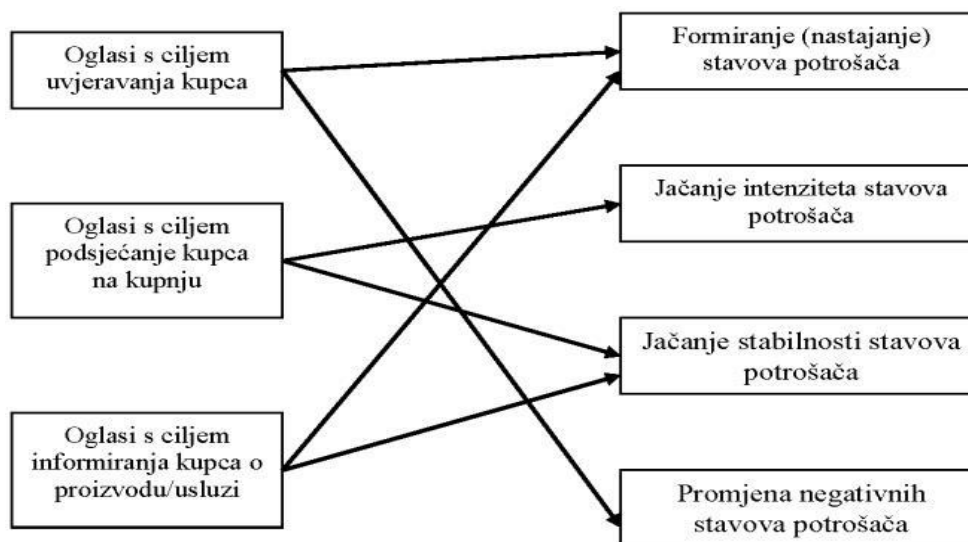 Oglasi s ciljem
uvjeravanja kupca
Oglasi s ciljem
podsjećanje kupca
na kupnju
Oglasi s ciljem
informiranja kupca o
proizvodu/usluzi
Formiranje (nastajanje)
stavova potrošača
Jačanje intenziteta stavova
potrošača
Jačanje stabilnosti stavova
potrošača
Promjena negativnih
stavova potrošača